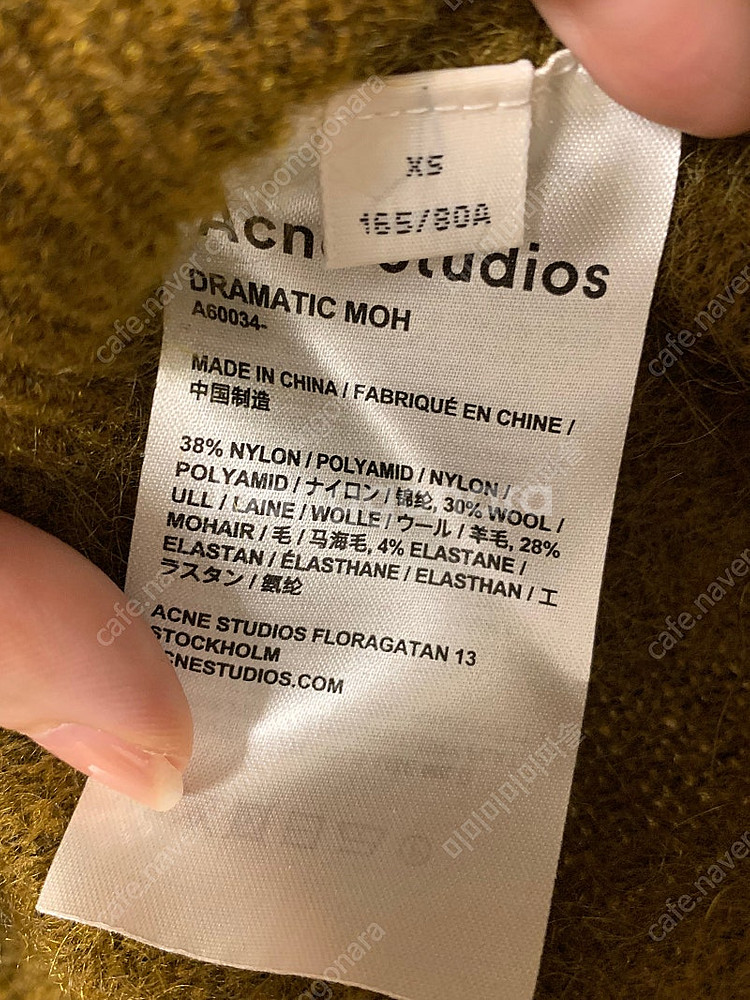 XS
165/80A
Acne Studios
DRAMATIC MOH
A60034-
MADE IN CHINA / FABRIQUÉ EN CHINE /
中国制造
38% NYLON / POLYAMID / NYLON /
POLYAMID / ナイロン / 锦纶, 30% WOOL /
ULL / LAINE / WOLLE / ウール / 羊毛, 28%
MOHAIR / 毛 / 马海毛, 4% ELASTANE /
ELASTAN / ÉLASTHANE / ELASTHAN / エ
ラスタン / 氨纶
ACNE STUDIOS FLORAGATAN 13
STOCKHOLM
ACNESTUDIOS.COM